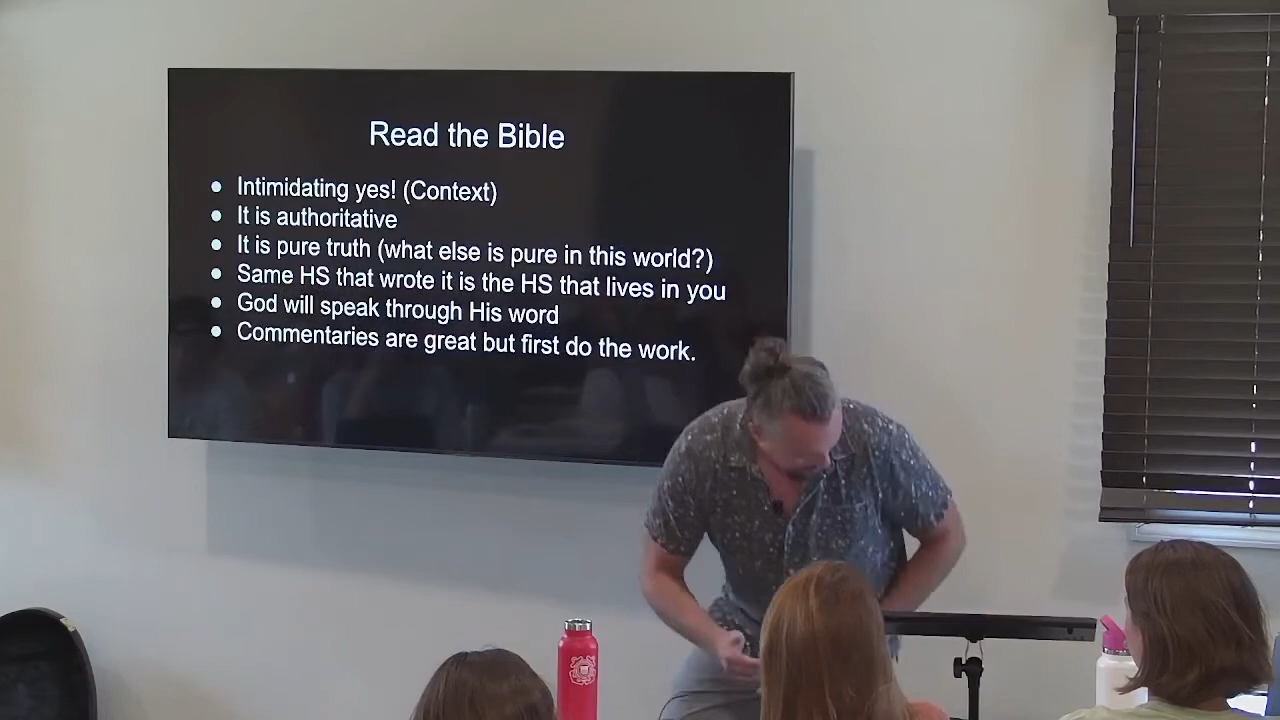 Read the Bible
● Intimidating yes! (Context)
● It is authoritative
● It is pure truth (what else is pure in this world?)
● Same HS that wrote it is the HS that lives in you
● God will speak through His word
● Commentaries are great but first do the work.